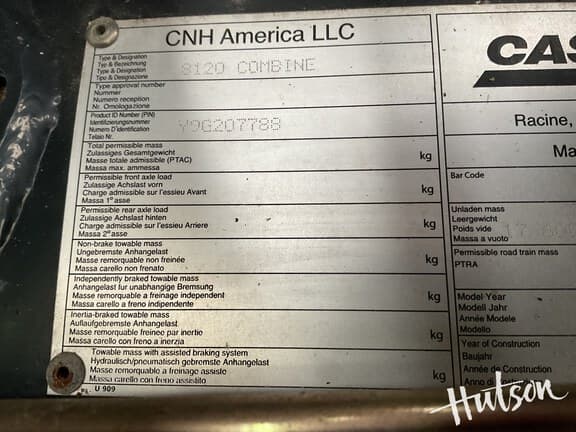 CNH America LLC
Type & Designation
Typ & Bezeichnung
Type & Désignation
Tipo & Designazione
8120 COMBINE
Type approval number
Nummer
Numero reception
Nr. Omologazione
Product ID Number (PIN)
Identifizierungsnummer
Numero D'identification
Telaio Nr.
Y9G207788
Total permissible mass
Zulassiges Gesamtgewicht
Masse totale admissible (PTAC)
Massa max. ammessa
kg
Permissible front axle load
Zulassige Achslast vorn
Charge admissible sur l'essieu Avant
Massa 1° asse
kg
Permissible rear axle load
Zulassige Achslast hinten
Charge admissible sur l'essieu Arriere
Massa 2° asse
kg
Non-brake towable mass
Ungebremste Anhangelast
Masse remorquable non freinée
Massa carello non frenato
kg
Independently braked towable mass
Anhangelast fur unabhangige Bremsung
Masse remorquable a freinage independent
Massa carello a freno indipendente
kg
Inertia-braked towable mass
Auflaufgebremste Anhangelast
Masse remorquable freinee par inertie
Massa carello con freno a inerzia
kg
Towable mass with assisted braking system
Hydraulisch/pneumatisch gebremste Anhangelast
Masse remorquable a freinage assiste
Massa carello con freno assistito
kg
U 909
CAS
Racine,
Ma
Bar Code
Unladen mass
Leergewicht
Poids vide
Massa a vuoto
Permissible road train mass
PTRA
Model Year
Modell Jahr
Année Modele
Modello
Year of Construction
Baujahr
Année de Construction
Anno di
Hutson